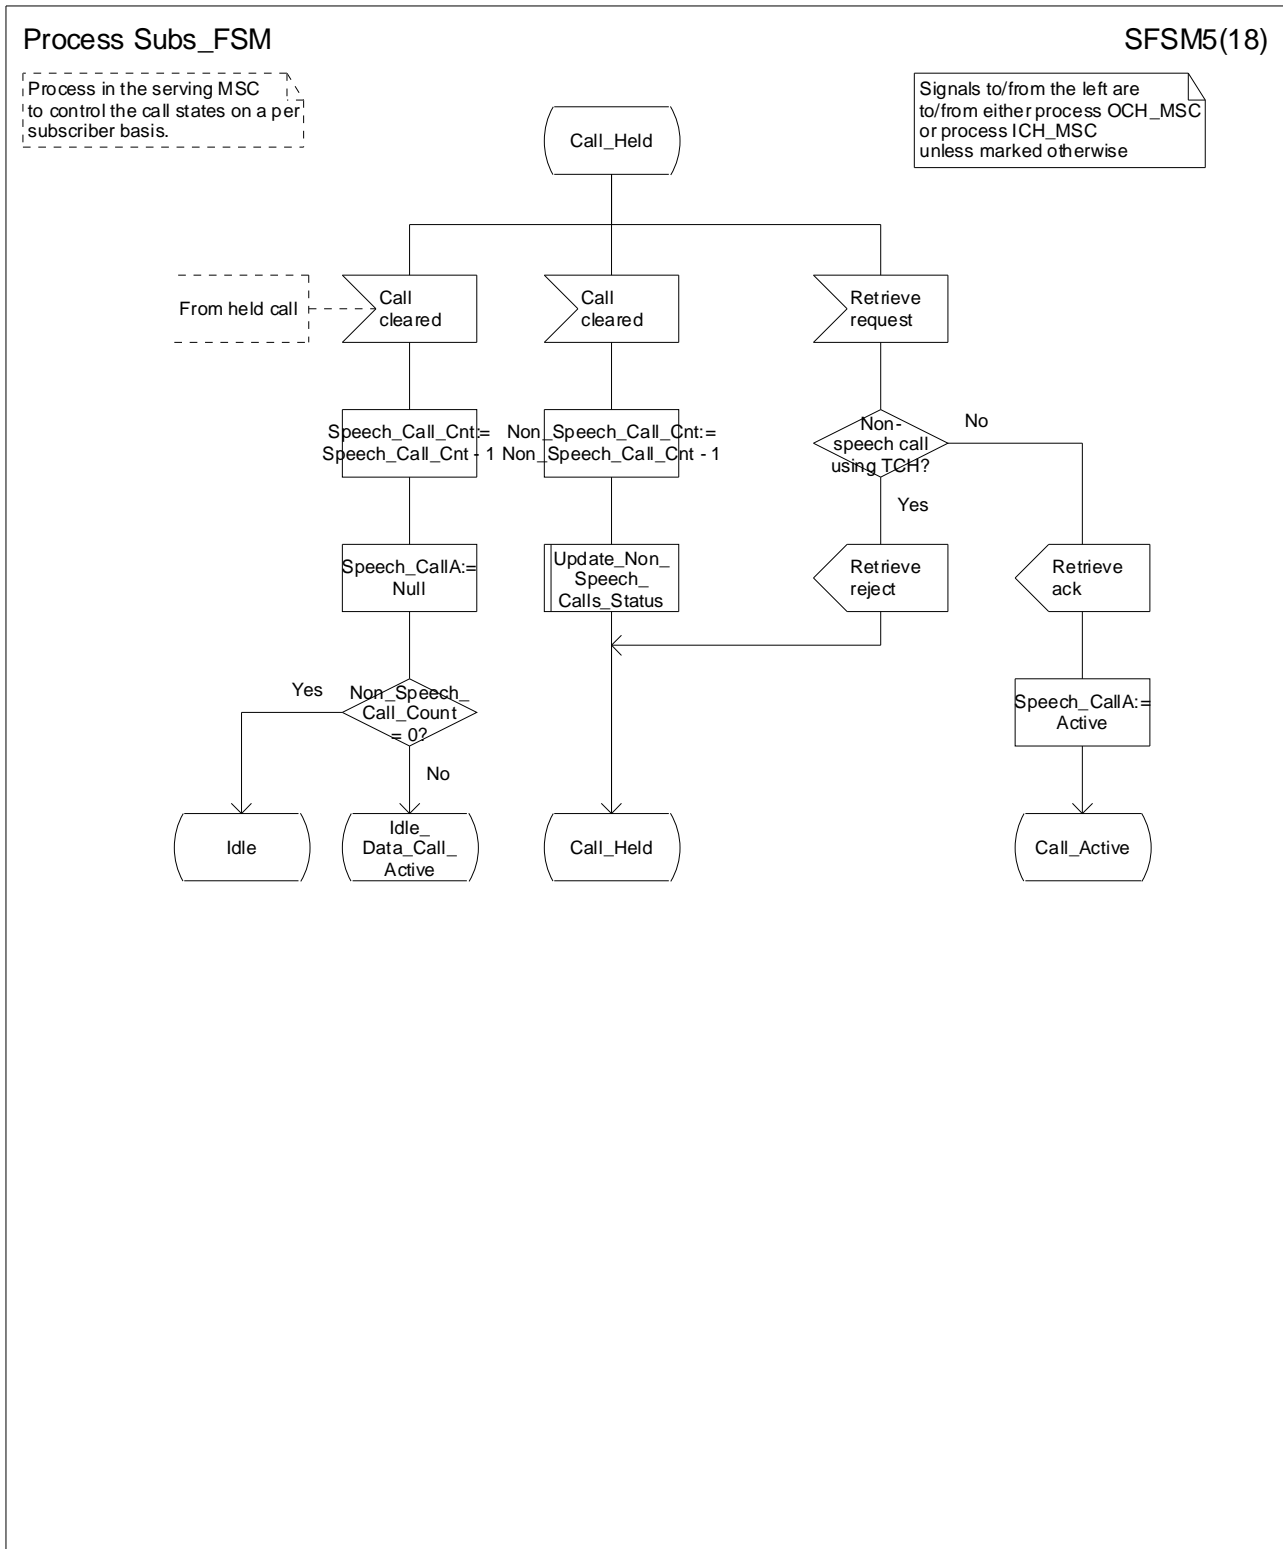 Process Subs_FSM
SFSM5(18)
Process in the serving MSC
to control the call states on a per
subscriber basis.
Signals to/from the left are
to/from either process OCH_MSC
or process ICH_MSC
unless marked otherwise
Call_Held
From held call
Call
cleared
Call
cleared
Retrieve
request
Speech_Call_Cnt:=
Speech_Call_Cnt - 1
Non_Speech_Call_Cnt:=
Non_Speech_Call_Cnt - 1
Non-
speech call
using TCH?
No
Yes
Speech_CallA:=
Null
Update_Non_
Speech_
Calls_Status
Retrieve
reject
Retrieve
ack
Yes
Non_Speech_
Call_Count
= 0?
No
Speech_CallA:=
Active
Idle
Idle_
Data_Call_
Active
Call_Held
Call_Active